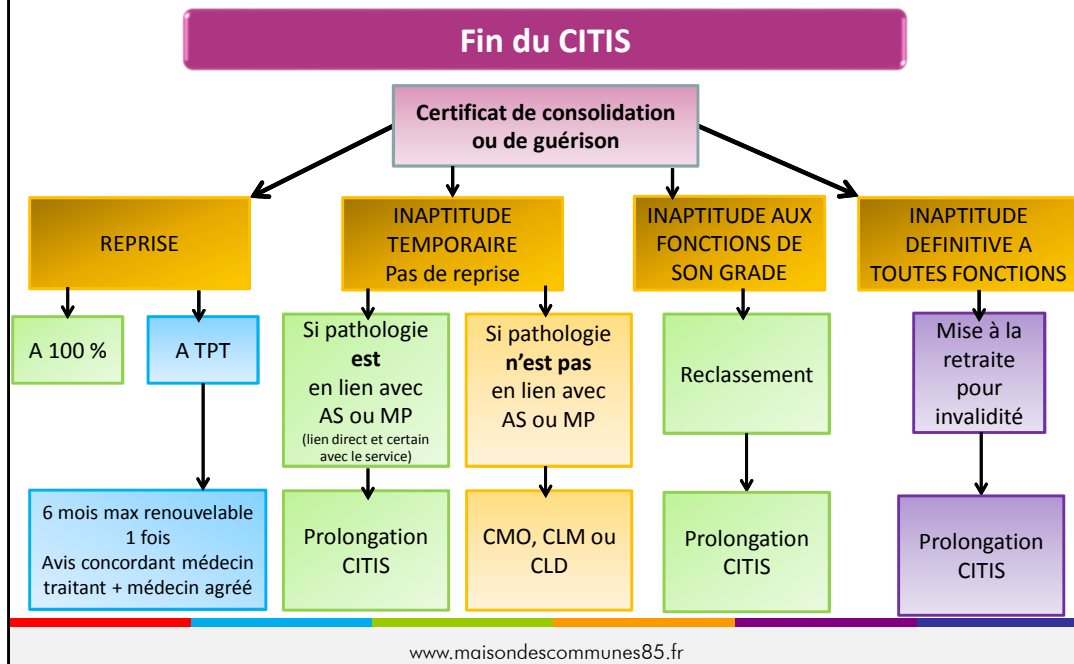 Fin du CITIS
Certificat de consolidation
ou de guérison
REPRISE
INAPTITUDE
TEMPORAIRE
Pas de reprise
INAPTITUDE AUX
FONCTIONS DE
SON GRADE
INAPTITUDE
DEFINITIVE A
TOUTES FONCTIONS
A 100 %
A TPT
Si pathologie
est
en lien avec
AS ou MP
(lien direct et certain
avec le service)
Si pathologie
n'est pas
en lien avec
AS ou MP
Reclassement
Mise à la
retraite
pour
invalidité
6 mois max renouvelable
1 fois
Avis concordant médecin
traitant + médecin agréé
Prolongation
CITIS
CMO, CLM ou
CLD
Prolongation
CITIS
Prolongation
CITIS
www.maisondescommunes85.fr